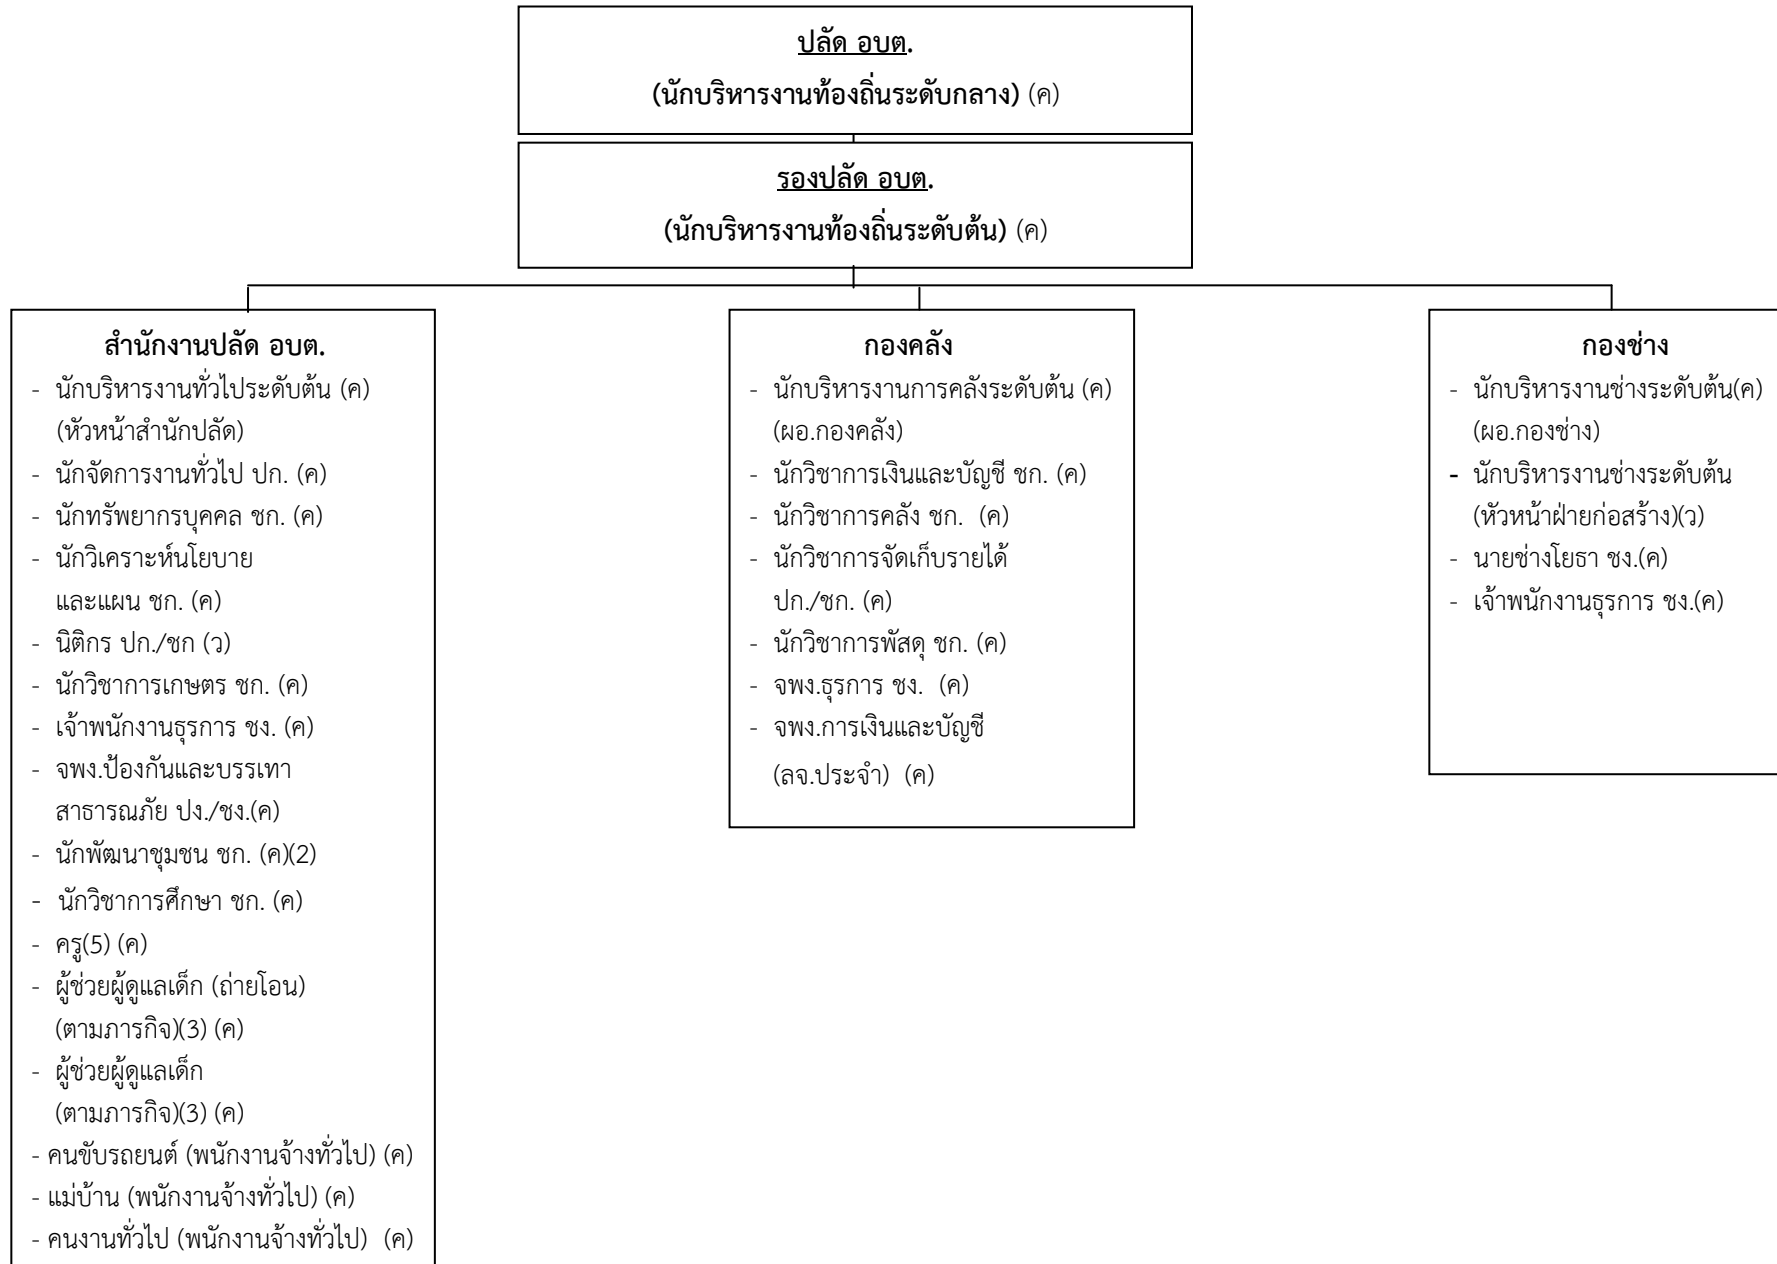 ปลัด อบต.
(นักบริหารงานท้องถิ่นระดับกลาง) (ค)
รองปลัด อบต.
(นักบริหารงานท้องถิ่นระดับต้น) (ค)
สำนักงานปลัด อบต.
- นักบริหารงานทั่วไประดับต้น (ค)
(หัวหน้าสำนักปลัด)
- นักจัดการงานทั่วไป ปก. (ค)
- นักทรัพยากรบุคคล ชก. (ค)
- นักวิเคราะห์นโยบาย
และแผน ชก. (ค)
- นิติกร ปก./ชก (ว)
- นักวิชาการเกษตร ชก. (ค)
- เจ้าพนักงานธุรการ ชง. (ค)
- จพง.ป้องกันและบรรเทา
สาธารณภัย ปง./ชง.(ค)
- นักพัฒนาชุมชน ชก. (ค)(2)
- นักวิชาการศึกษา ชก. (ค)
- ครู(5) (ค)
- ผู้ช่วยผู้ดูแลเด็ก (ถ่ายโอน)
(ตามภารกิจ)(3) (ค)
- ผู้ช่วยผู้ดูแลเด็ก
(ตามภารกิจ)(3) (ค)
- คนขับรถยนต์ (พนักงานจ้างทั่วไป) (ค)
- แม่บ้าน (พนักงานจ้างทั่วไป) (ค)
- คนงานทั่วไป (พนักงานจ้างทั่วไป) (ค)
กองคลัง
- นักบริหารงานการคลังระดับต้น (ค)
(ผอ.กองคลัง)
- นักวิชาการเงินและบัญชี ชก. (ค)
- นักวิชาการคลัง ชก. (ค)
- นักวิชาการจัดเก็บรายได้
ปก./ชก. (ค)
- นักวิชาการพัสดุ ชก. (ค)
- จพง.ธุรการ ชง. (ค)
- จพง.การเงินและบัญชี
(ลจ.ประจำ) (ค)
กองช่าง
- นักบริหารงานช่างระดับต้น(ค)
(ผอ.กองช่าง)
- นักบริหารงานช่างระดับต้น
(หัวหน้าฝ่ายก่อสร้าง)(ว)
- นายช่างโยธา ชง.(ค)
- เจ้าพนักงานธุรการ ชง.(ค)